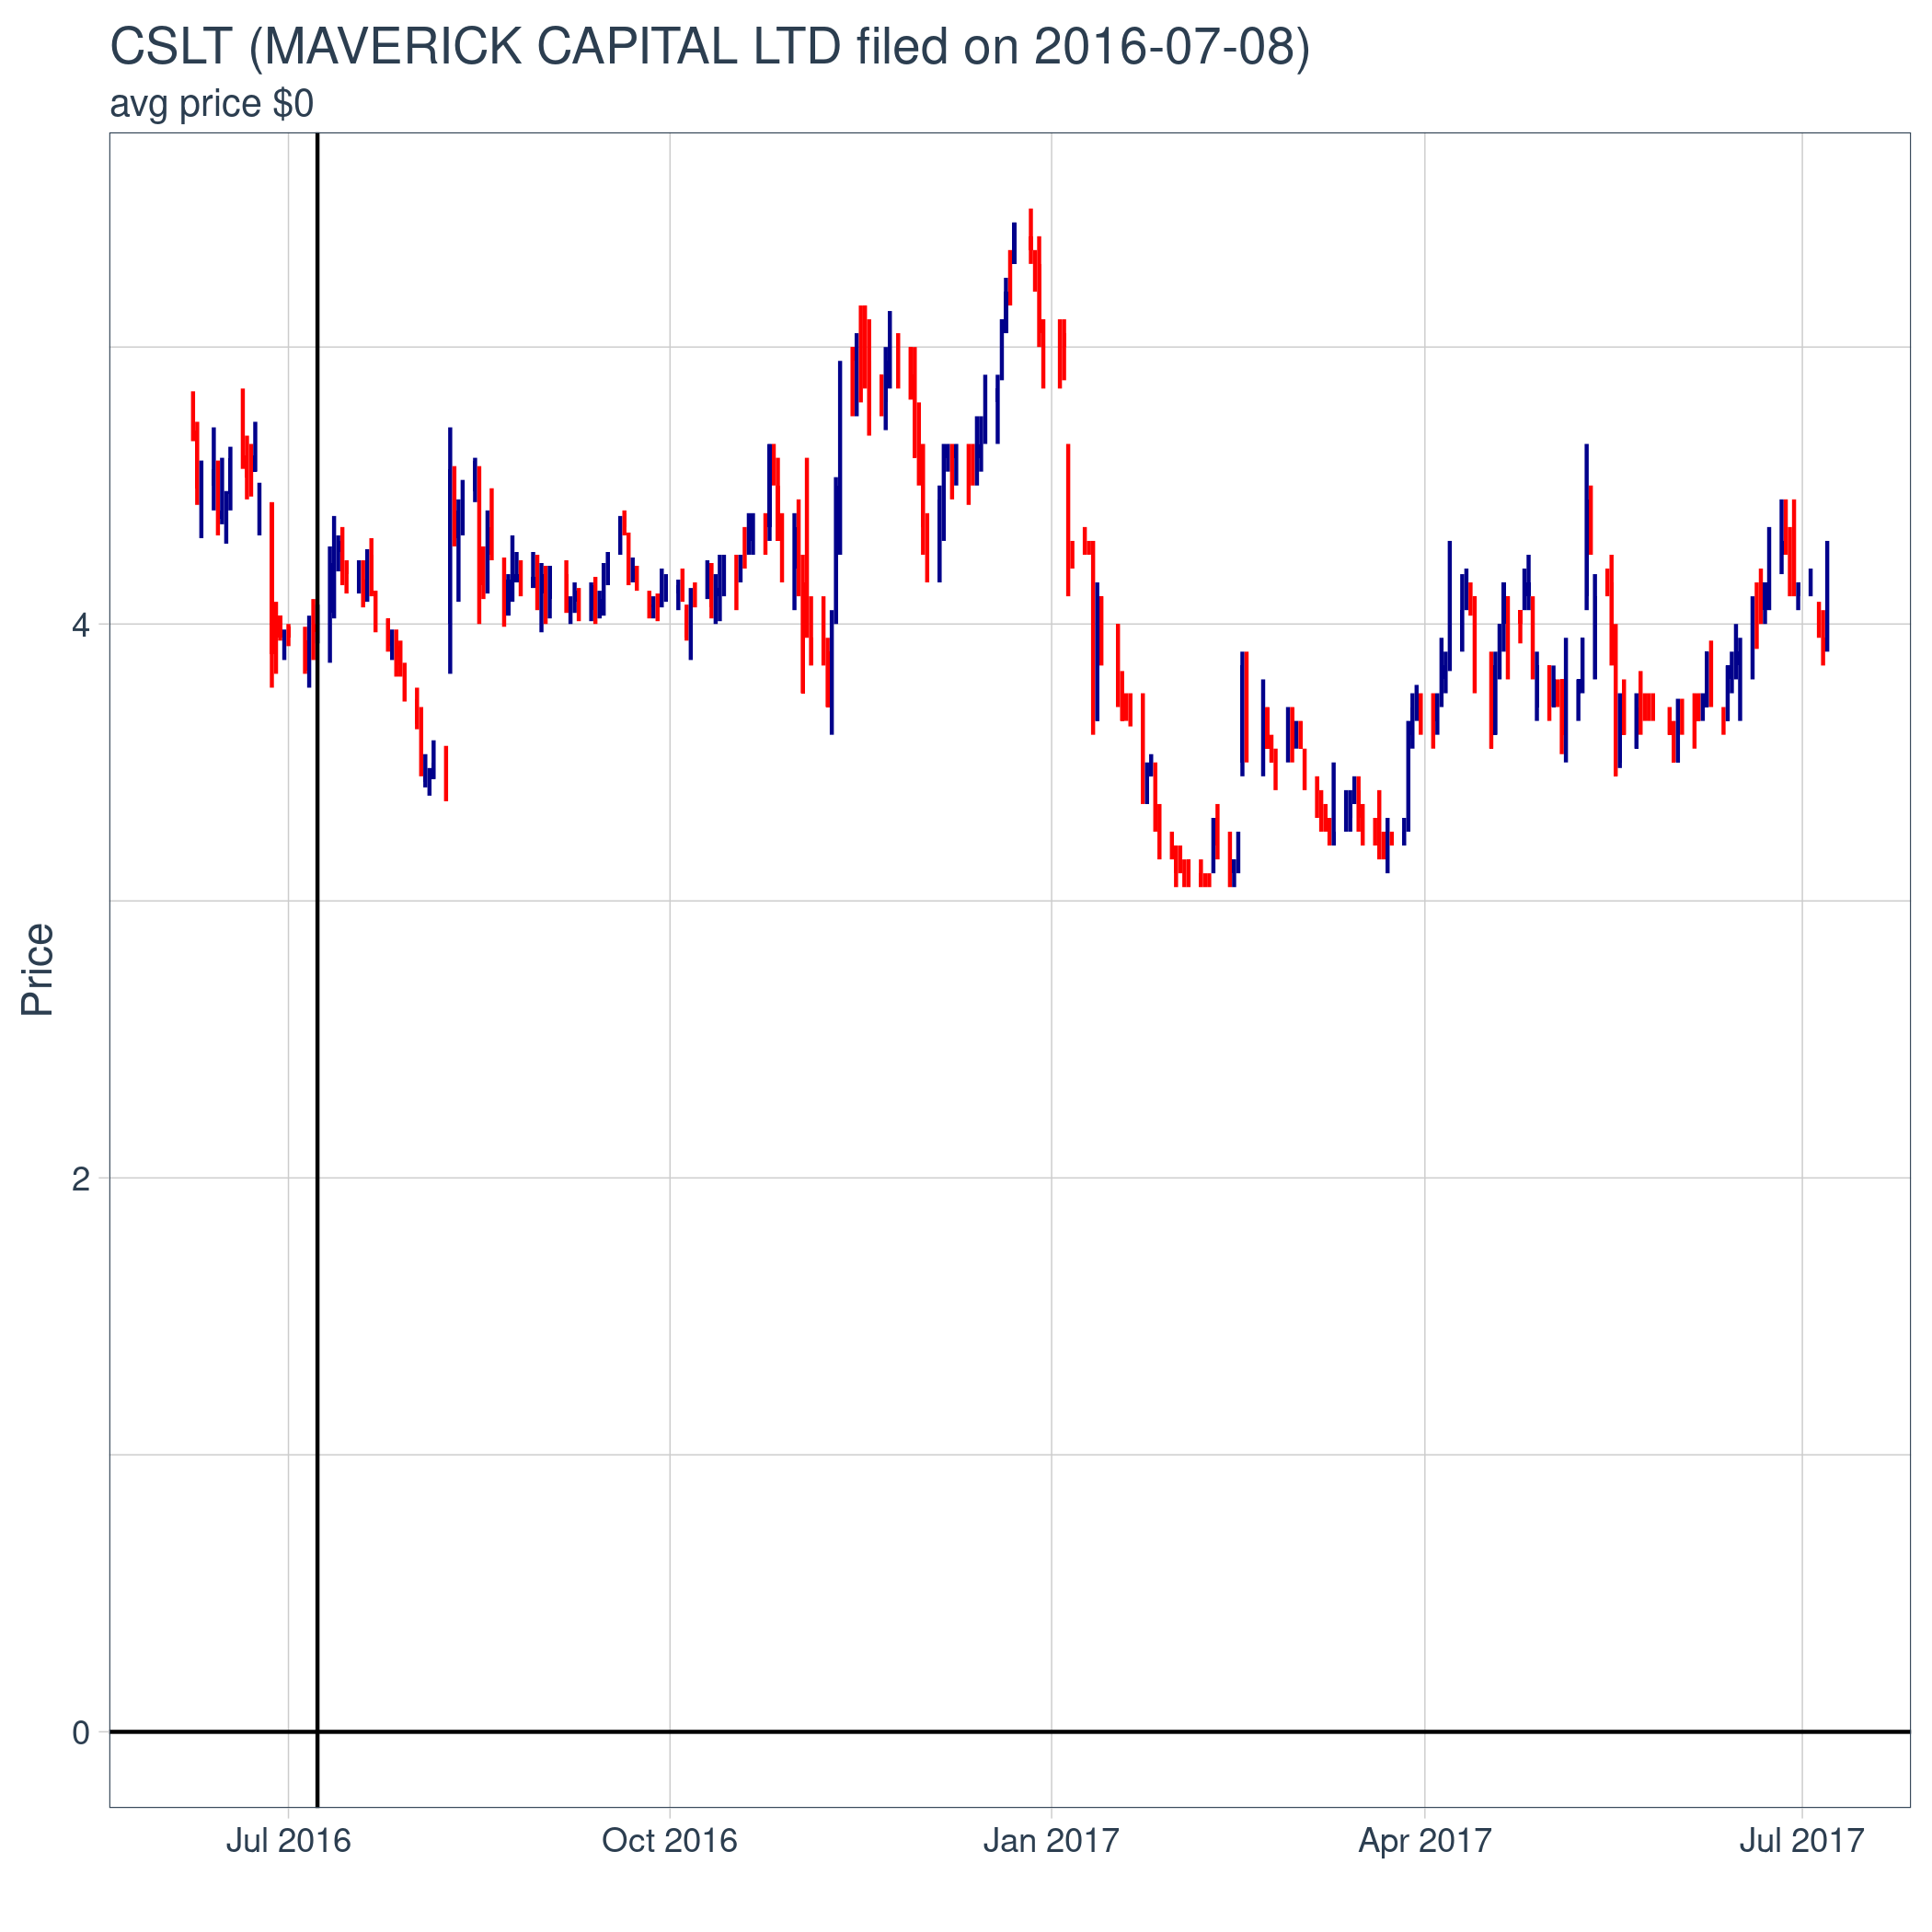 CSLT (MAVERICK CAPITAL LTD filed on 2016-07-08)
avg price $0
Price
4
2
0
Jul 2016
Oct 2016
Jan 2017
Apr 2017
Jul 2017